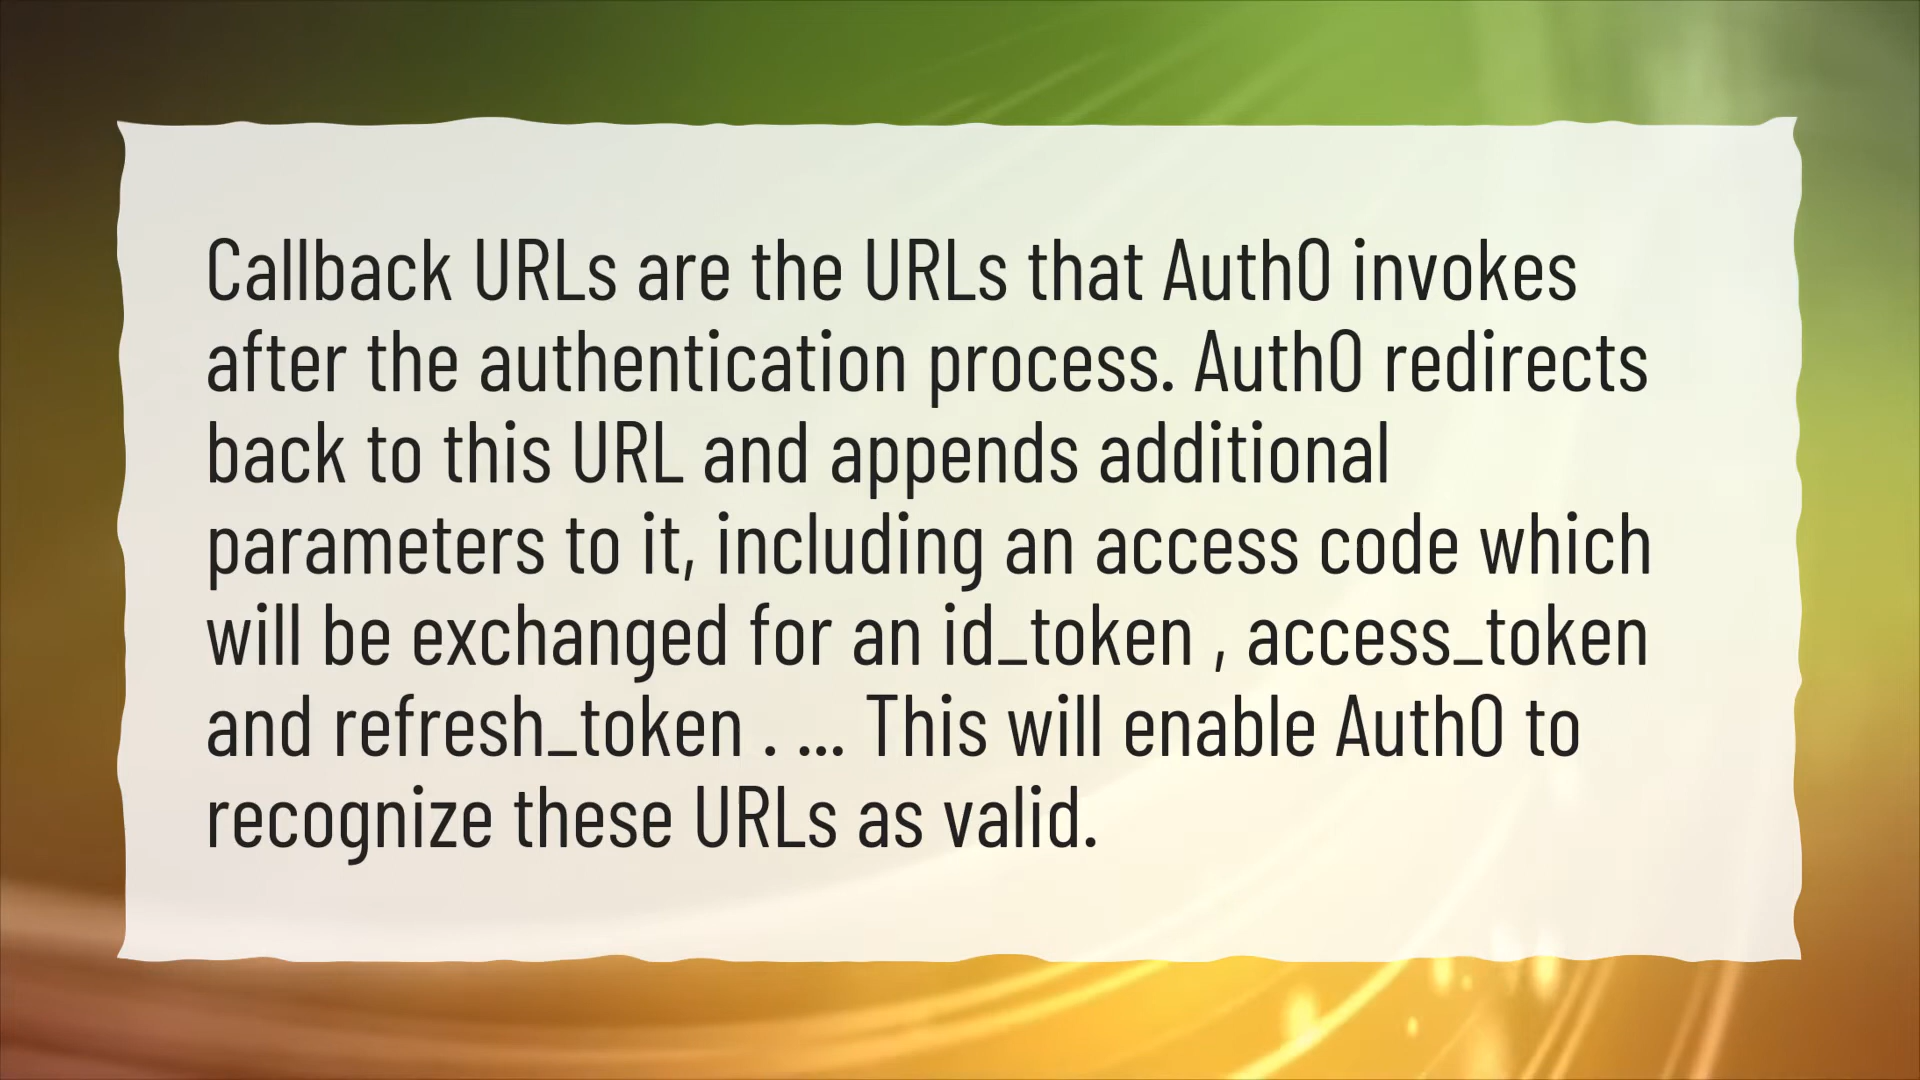 Callback URLs are the URLs that Auth0 invokes
after the authentication process. Auth0 redirects
back to this URL and appends additional
parameters to it, including an access code which
will be exchanged for an id_token , access_token
and refresh_token . ... This will enable Auth0 to
recognize these URLs as valid.